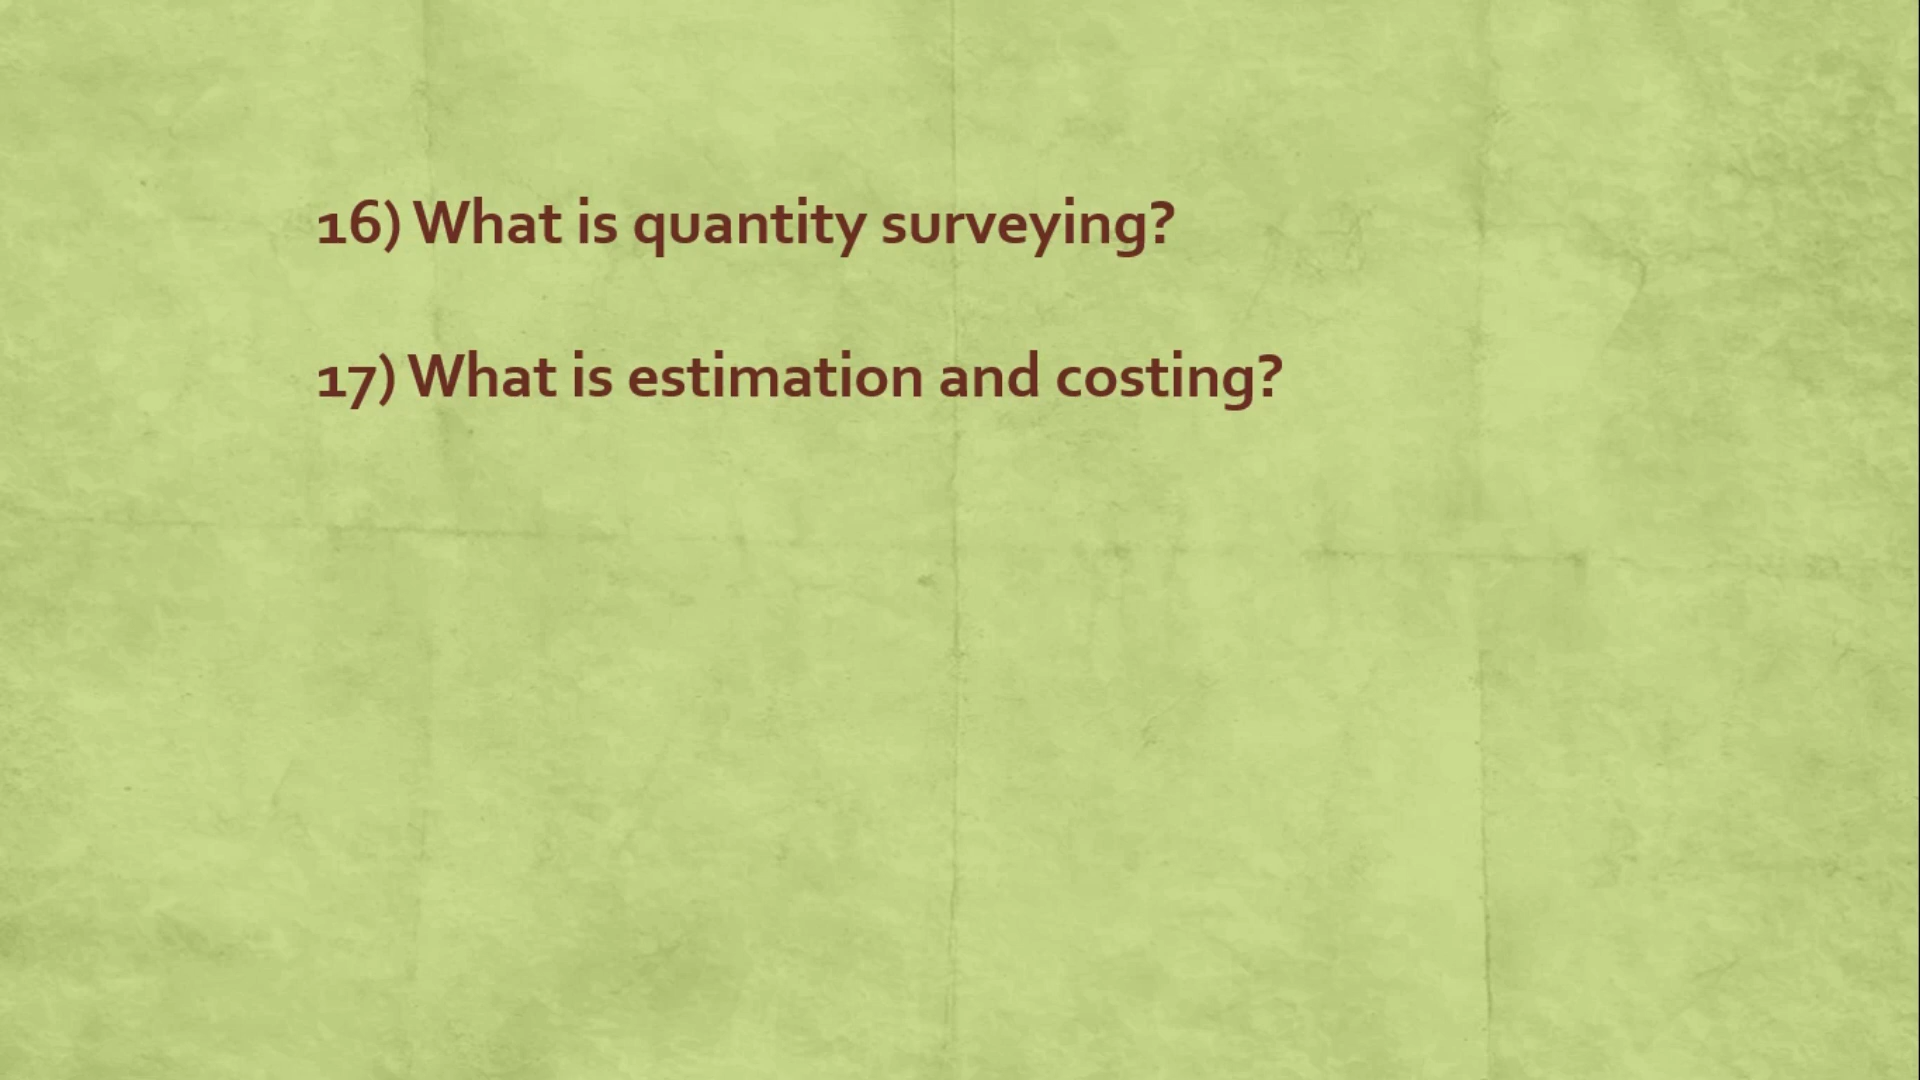 16) What is quantity surveying?
17) What is estimation and costing?